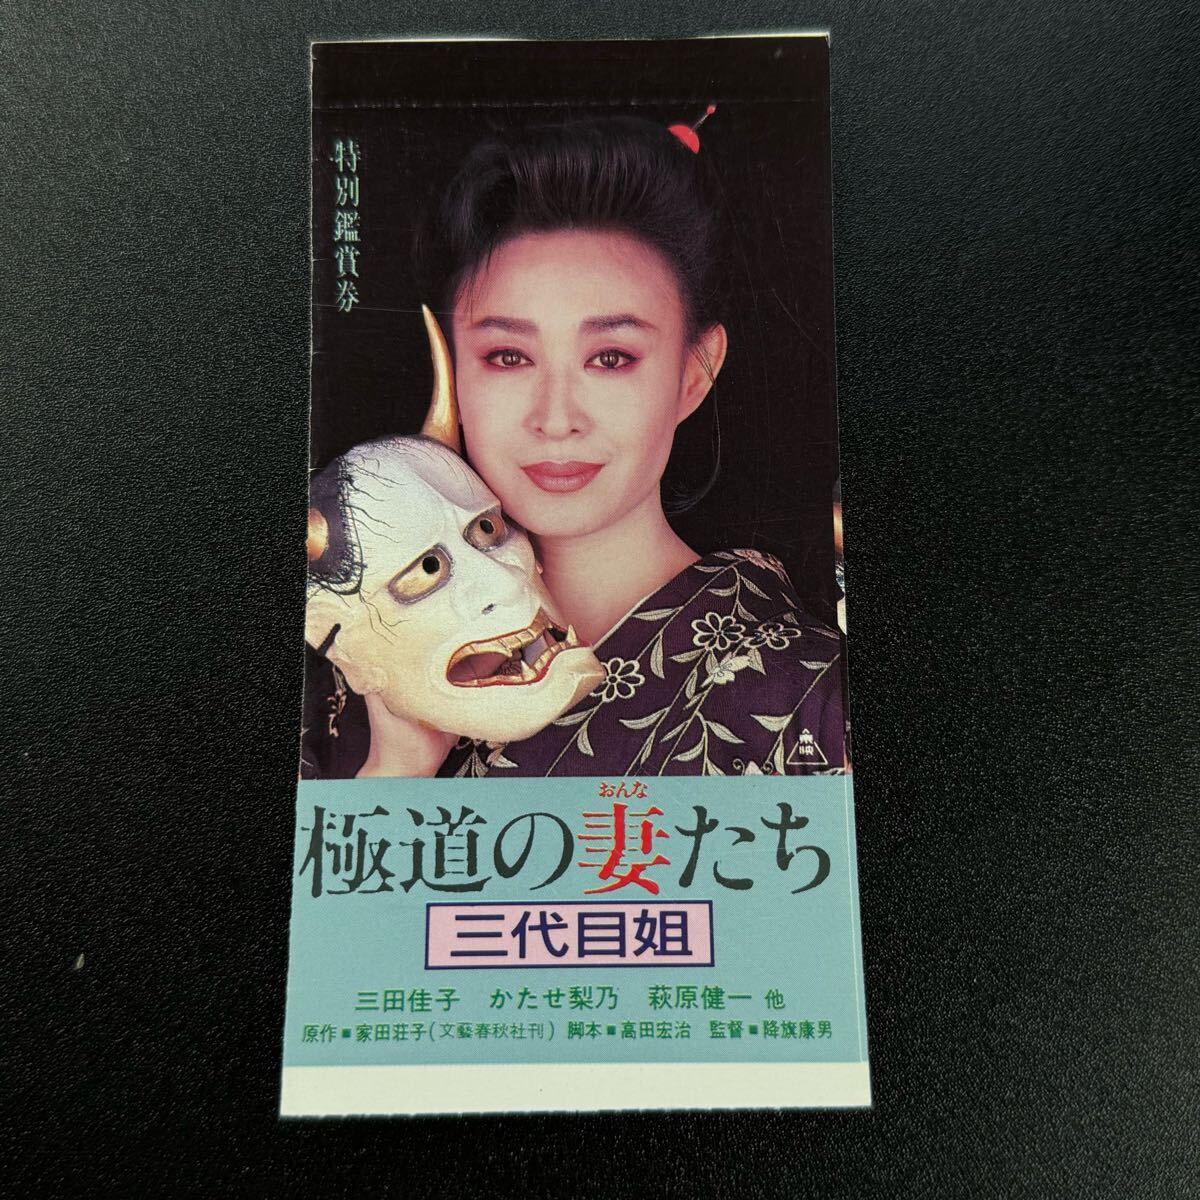 特別鑑賞券
東映
おんな
極道の妻たち
三代目姐
三田佳子 かたせ梨乃 萩原健一 他
原作■家田荘子(文藝春秋社刊) 脚本■高田宏治 監督■降旗康男